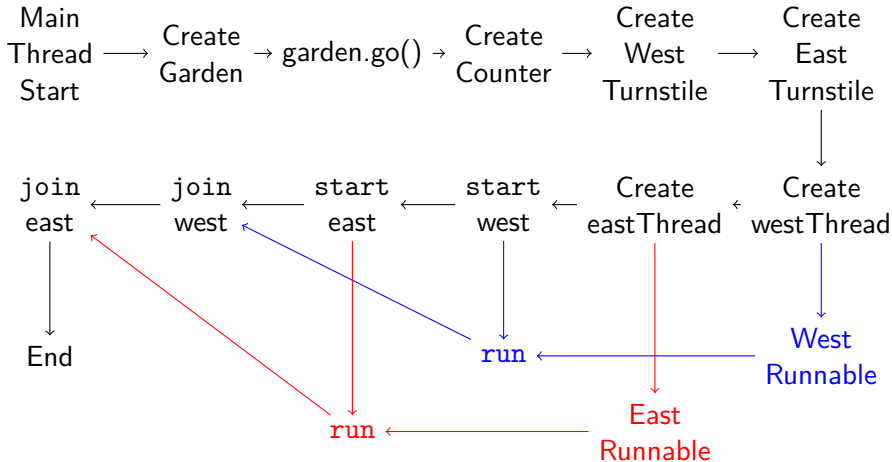 Main
Thread
Start
Create
Garden
garden.go()
Create
Counter
Create
West
Turnstile
Create
East
Turnstile
join
east
join
west
start
east
start
west
Create
eastThread
Create
westThread
End
run
West
Runnable
run
East
Runnable